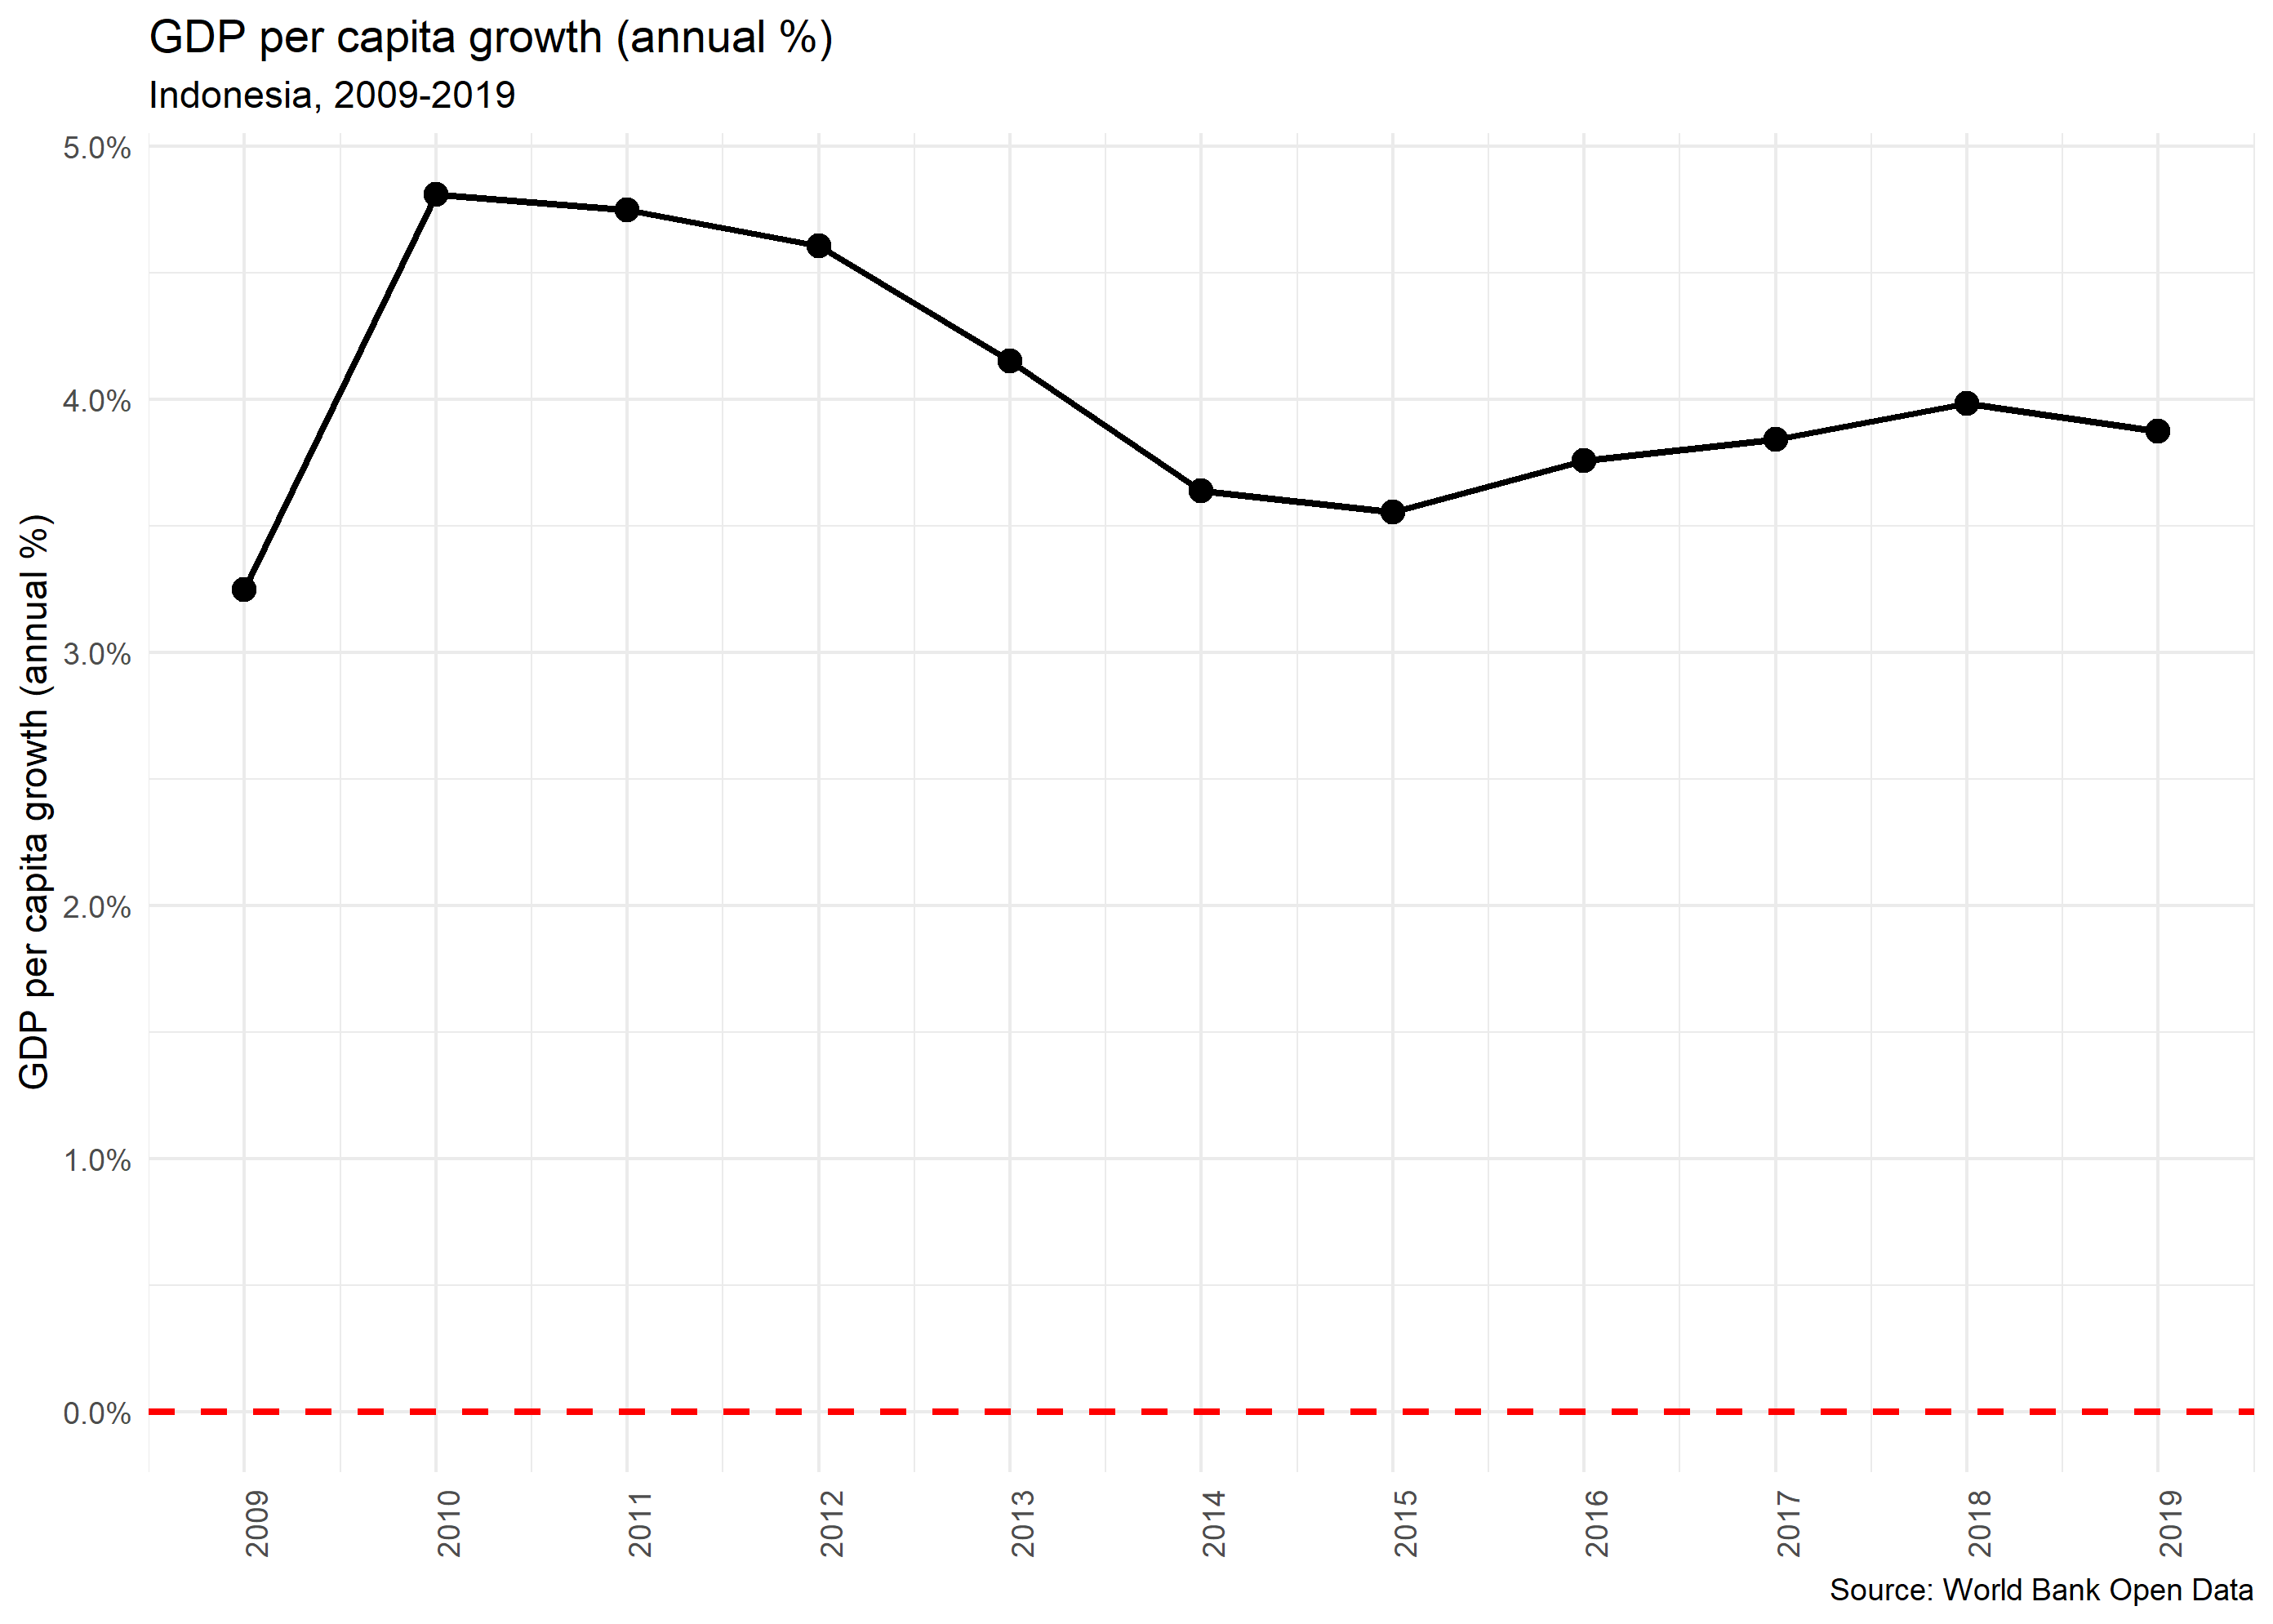 GDP per capita growth (annual %)
Indonesia, 2009-2019
GDP per capita growth (annual %)
5.0%
4.0%
3.0%
2.0%
1.0%
0.0%
2009 2010 2011 2012 2013 2014 2015 2016 2017 2018 2019
Source: World Bank Open Data